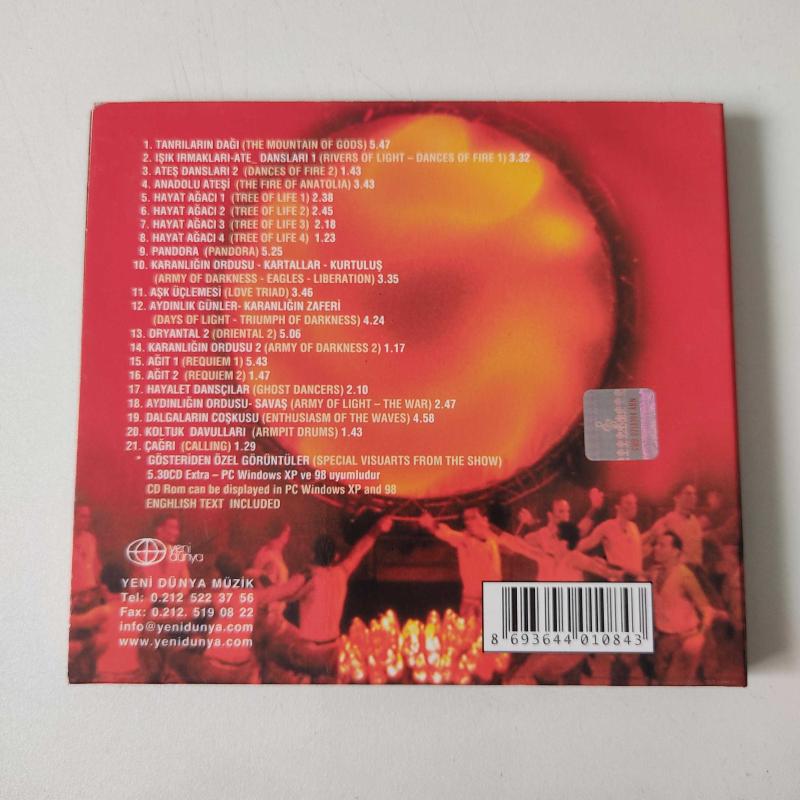 1. TANRILARIN DAĞI (THE MOUNTAIN OF GODS) 5.47
2. IŞIK IRMAKLARI-ATE_ DANSLARI 1 (RIVERS OF LIGHT – DANCES OF FIRE 1) 3.32
3. ATEŞ DANSLARI 2 (DANCES OF FIRE 2) 1.43
4. ANADOLU ATEŞİ (THE FIRE OF ANATOLIA) 3.43
5. HAYAT AĞACI 1 (TREE OF LIFE 1) 2.38
6. HAYAT AĞACI 2 (TREE OF LIFE 2) 2.45
7. HAYAT AĞACI 3 (TREE OF LIFE 3) 2.18
8. HAYAT AĞACI 4 (TREE OF LIFE 4) 1.23
9. PANDORA (PANDORA) 5.25
10. KARANLIĞIN ORDUSU - KARTALLAR - KURTULUŞ
(ARMY OF DARKNESS - EAGLES - LIBERATION) 3.35
11. AŞK ÜÇLEMESİ (LOVE TRIAD) 3.46
12. AYDINLIK GÜNLER- KARANLIĞIN ZAFERİ
(DAYS OF LIGHT - TRIUMPH OF DARKNESS) 4.24
13. ORYANTAL 2 (ORIENTAL 2) 5.06
14. KARANLIĞIN ORDUSU 2 (ARMY OF DARKNESS 2) 1.17
15. AĞIT 1 (REQUIEM 1) 5.43
16. AĞIT 2 (REQUIEM 2) 1.47
17. HAYALET DANSÇILAR (GHOST DANCERS) 2.10
18. AYDINLIĞIN ORDUSU- SAVAŞ (ARMY OF LIGHT – THE WAR) 2.47
19. DALGALARIN COŞKUSU (ENTHUSIASM OF THE WAVES) 4.58
20. KOLTUK DAVULLARI (ARMPIT DRUMS) 1.43
21. ÇAĞRI (CALLING) 1.29
* GÖSTERİDEN ÖZEL GÖRÜNTÜLER (SPECIAL VISUARTS FROM THE SHOW)
5.30CD Extra – PC Windows XP ve 98 uyumludur
CD Rom can be displayed in PC Windows XP and 98
ENGHLISH TEXT INCLUDED
yeni
dünya
YENİ DÜNYA MÜZİK
Tel: 0.212 522 37 56
Fax: 0.212. 519 08 22
info@yenidunya.com
www.yenidunya.com
8 693644 010843